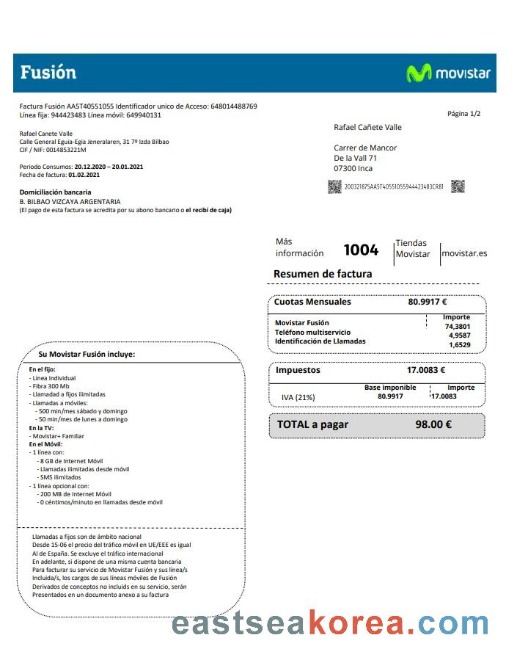 Fusión
movistar
Factura Fusión AA5T40551055 Identificador unico de Acceso: 648014488769
Línea fija: 944423483 Línea móvil: 649940131
Página 1/2
Rafael Canete Valle
Calle General Eguia-Egia Jeneralaren, 31 7º Izda Bilbao
CIF / NIF: 0014853221M
Rafael Cañete Valle
Carrer de Mancor
De la Vall 71
07300 Inca
Periodo Consumos: 20.12.2020 – 20.01.2021
Fecha de factura: 01.02.2021
Domiciliación bancaria
B. BILBAO VIZCAYA ARGENTARIA
(El pago de esta factura se acredita por su abono bancario o el recibí de caja)
Más información
1004
Tiendas Movistar
movistar.es
Resumen de factura
Cuotas Mensuales 80.9917 €
Importe
Movistar Fusión 74,3801
Teléfono multiservicio 4,9587
Identificación de Llamadas 1,6529
Impuestos 17.0083 €
Base imponible Importe
IVA (21%) 80.9917 17.0083
TOTAL a pagar 98.00 €
Su Movistar Fusión incluye:
En el fijo:
- Linea Individual
- Fibra 300 Mb
- Llamadad a fijos ilimitadas
- Llamadas a móviles:
- 500 min/mes sábado y domingo
- 50 min/mes de lunes a domingo
En la TV:
- Movistar+ Familiar
En el Móvil:
- 1 linea con:
- 8 GB de Internet Móvil
- Llamadas ilimitadas desde móvil
- SMS ilimitados
- 1 linea opcional con:
- 200 MB de Internet Móvil
- 0 céntimos/minuto en llamadas desde móvil
Llamadas a fijos son de ámbito nacional
Desde 15-06 el precio del tráfico móvil en UE/EEE es igual
Al de España. Se excluye el tráfico internacional
En adelante, si dispone de una misma cuenta bancaria
Para facturar su servicio de Movistar Fusión y sus línea/s
Incluida/s, los cargos de sus líneas móviles de Fusión
Derivados de conceptos no incluids en su servicio, serán
Presentados en un documento anexo a su factura
eastseakorea.com